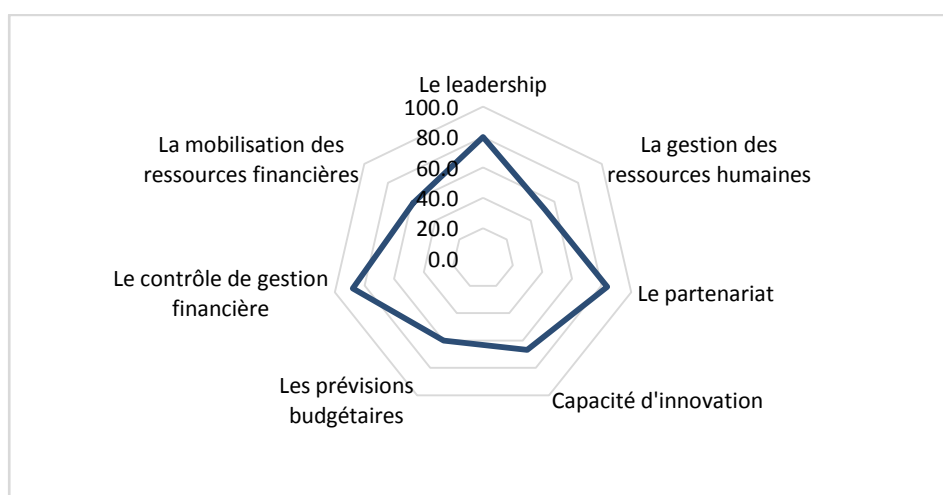 Le leadership
100.0
80.0
60.0
40.0
20.0
0.0
La gestion des
ressources humaines
Le partenariat
Capacité d'innovation
Les prévisions
budgétaires
Le contrôle de gestion
financière
La mobilisation des
ressources financières